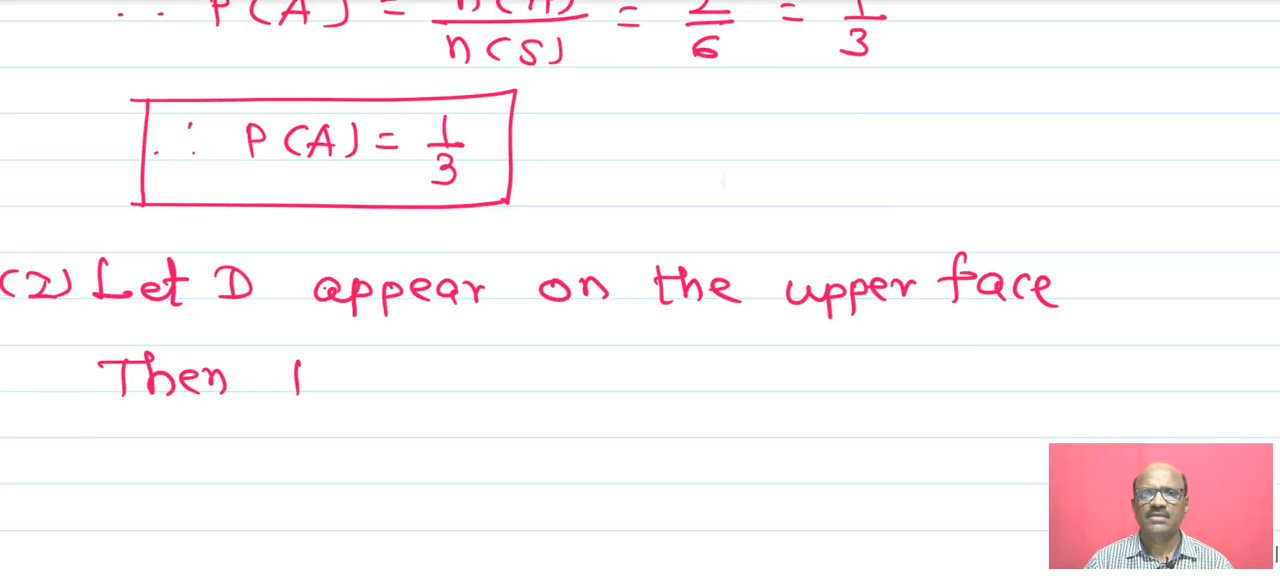 ∴ P(A) = n(A)/n(S) = 2/6 = 1/3
∴ P(A) = 1/3
(2) Let D appear on the upper face
Then